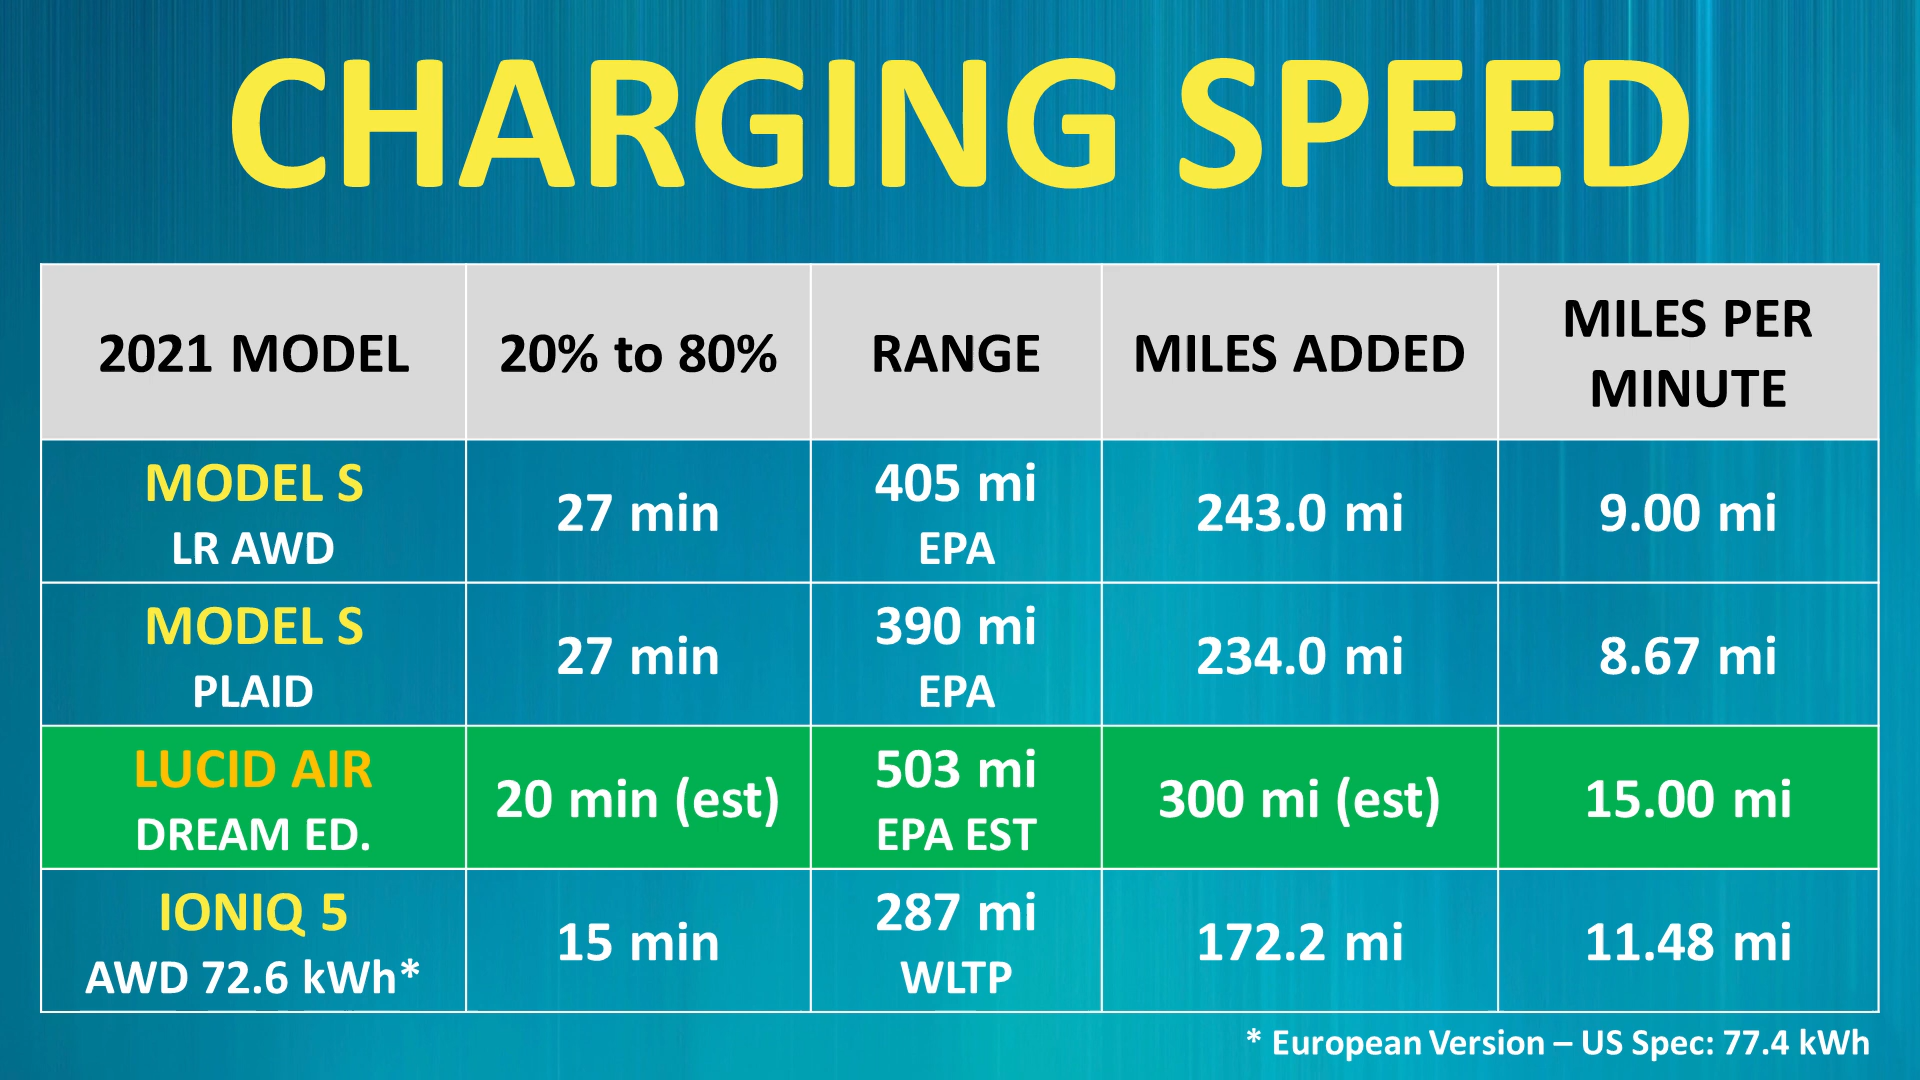 CHARGING SPEED
2021 MODEL
20% to 80%
RANGE
MILES ADDED
MILES PER
MINUTE
MODEL S
LR AWD
27 min
405 mi
EPA
243.0 mi
9.00 mi
MODEL S
PLAID
27 min
390 mi
EPA
234.0 mi
8.67 mi
LUCID AIR
DREAM ED.
20 min (est)
503 mi
EPA EST
300 mi (est)
15.00 mi
IONIQ 5
AWD 72.6 kWh*
15 min
287 mi
WLTP
172.2 mi
11.48 mi
* European Version – US Spec: 77.4 kWh